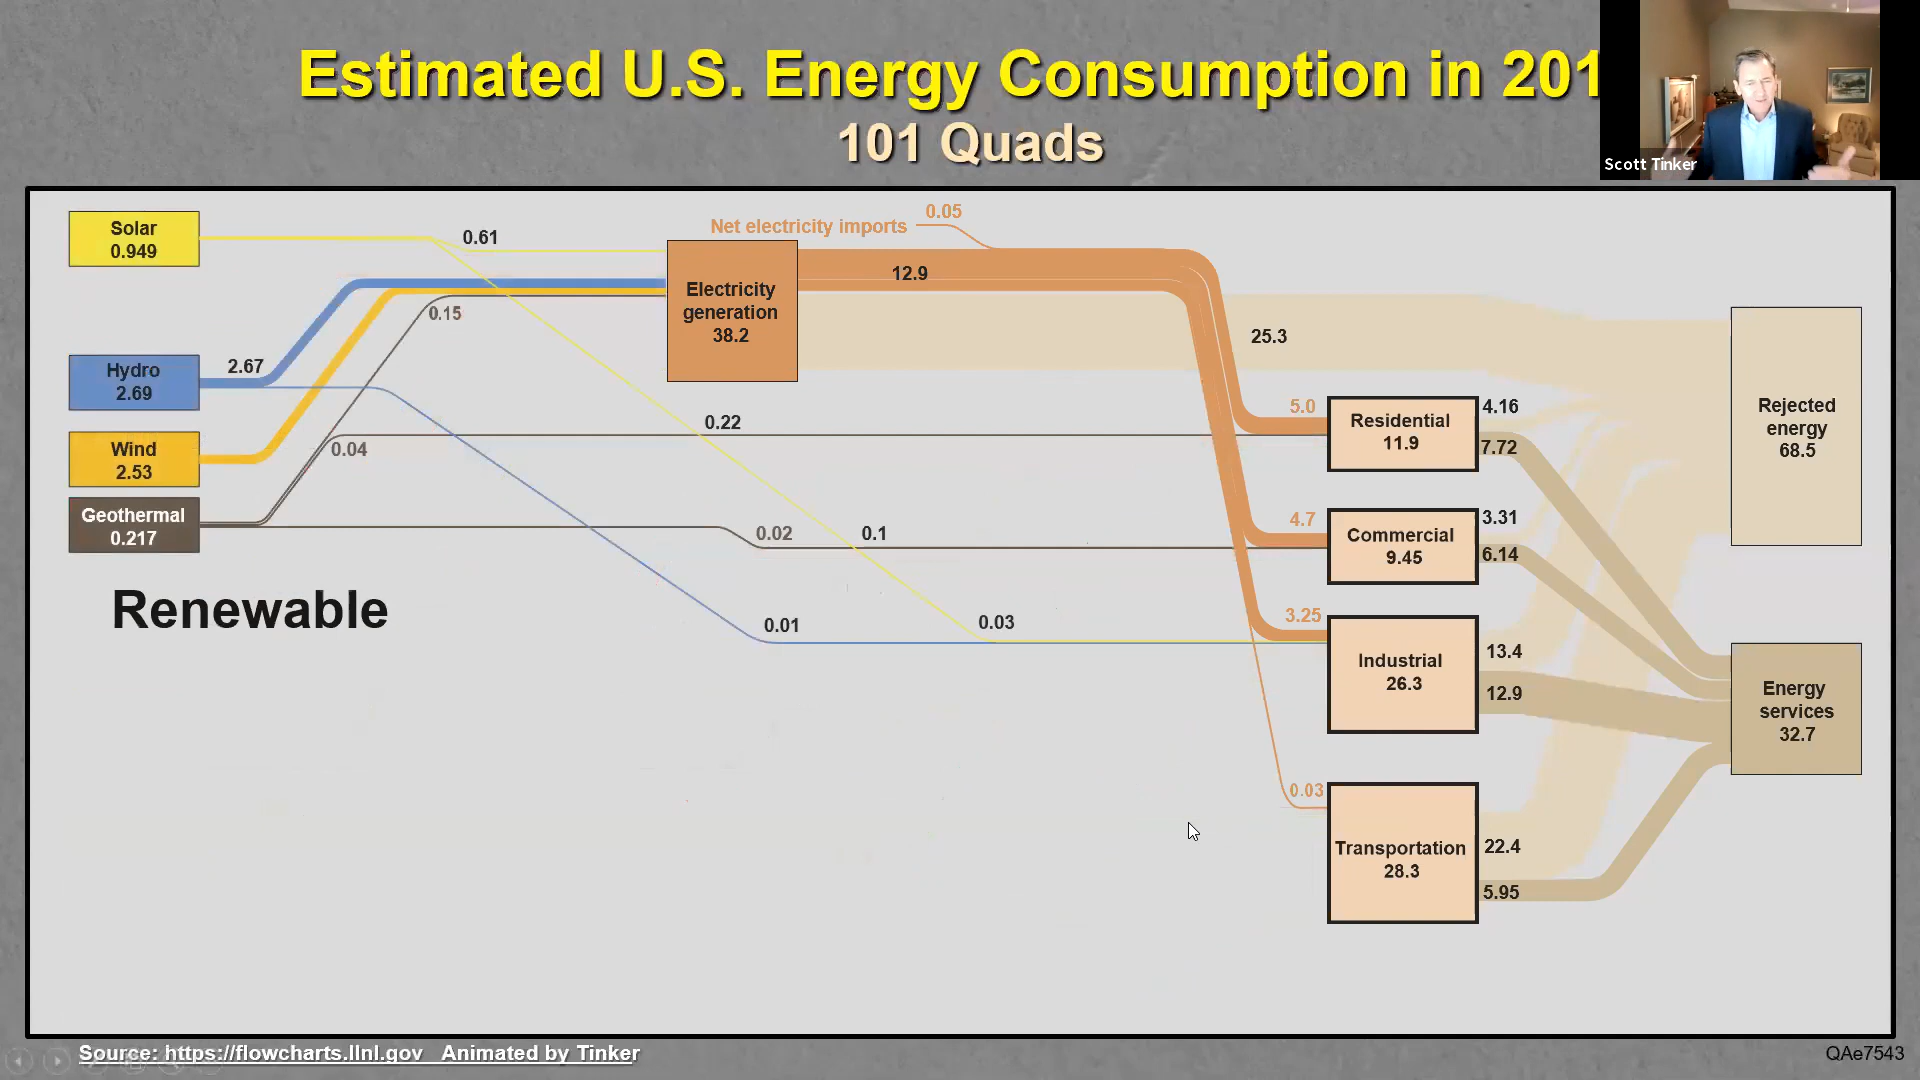 Estimated U.S. Energy Consumption in 201
101 Quads
Scott Tinker
Solar
0.949
0.61
Net electricity imports
0.05
12.9
Electricity
generation
38.2
0.15
Hydro
2.69
2.67
25.3
Wind
2.53
0.04
0.22
Geothermal
0.217
0.02
0.1
Renewable
0.01
0.03
5.0
Residential
11.9
4.16
7.72
4.7
Commercial
9.45
3.31
6.14
3.25
Industrial
26.3
13.4
12.9
0.03
Transportation
28.3
22.4
5.95
Rejected
energy
68.5
Energy
services
32.7
Source: https://flowcharts.llnl.gov Animated by Tinker
QAe7543